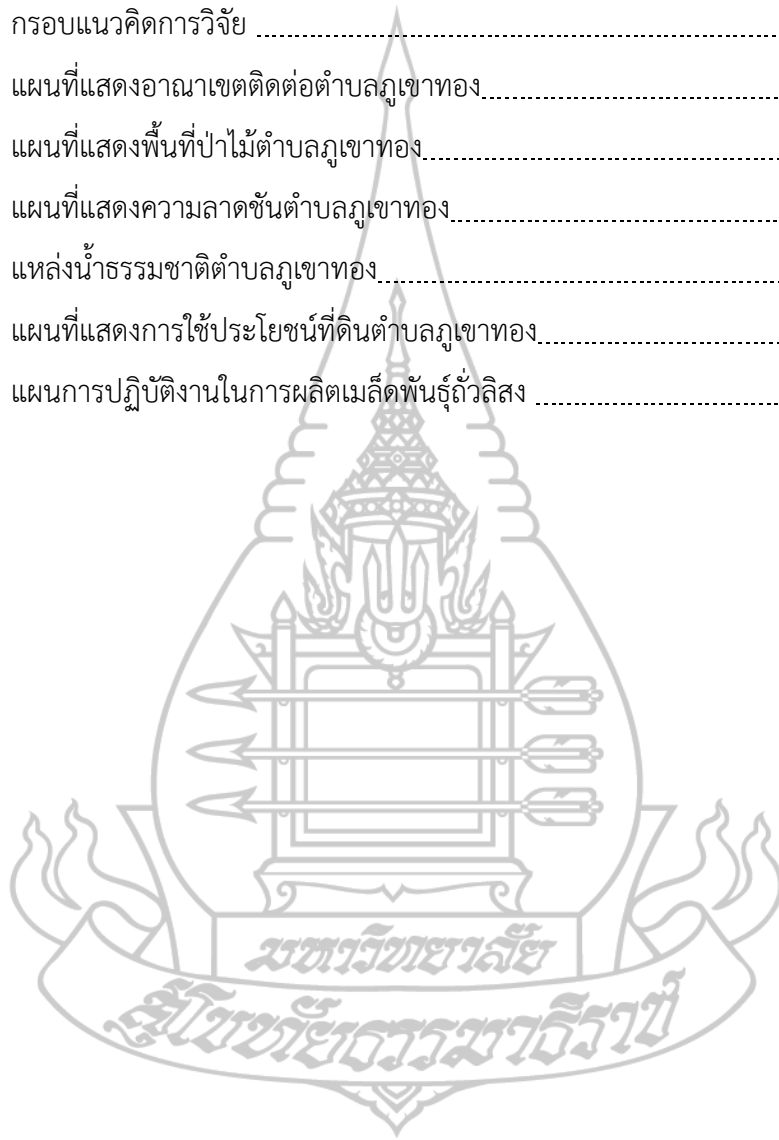 กรอบแนวคิดการวิจัย
แผนที่แสดงอาณาเขตติดต่อตำบลภูเขาทอง
แผนที่แสดงพื้นที่ป่าไม้ตำบลภูเขาทอง
แผนที่แสดงความลาดชันตำบลภูเขาทอง
แหล่งน้ำธรรมชาติตำบลภูเขาทอง
แผนที่แสดงการใช้ประโยชน์ที่ดินตำบลภูเขาทอง
แผนการปฏิบัติงานในการผลิตเมล็ดพันธุ์ถั่วลิสง
มหาวิทยาลัย
สุโขทัยธรรมาธิราช